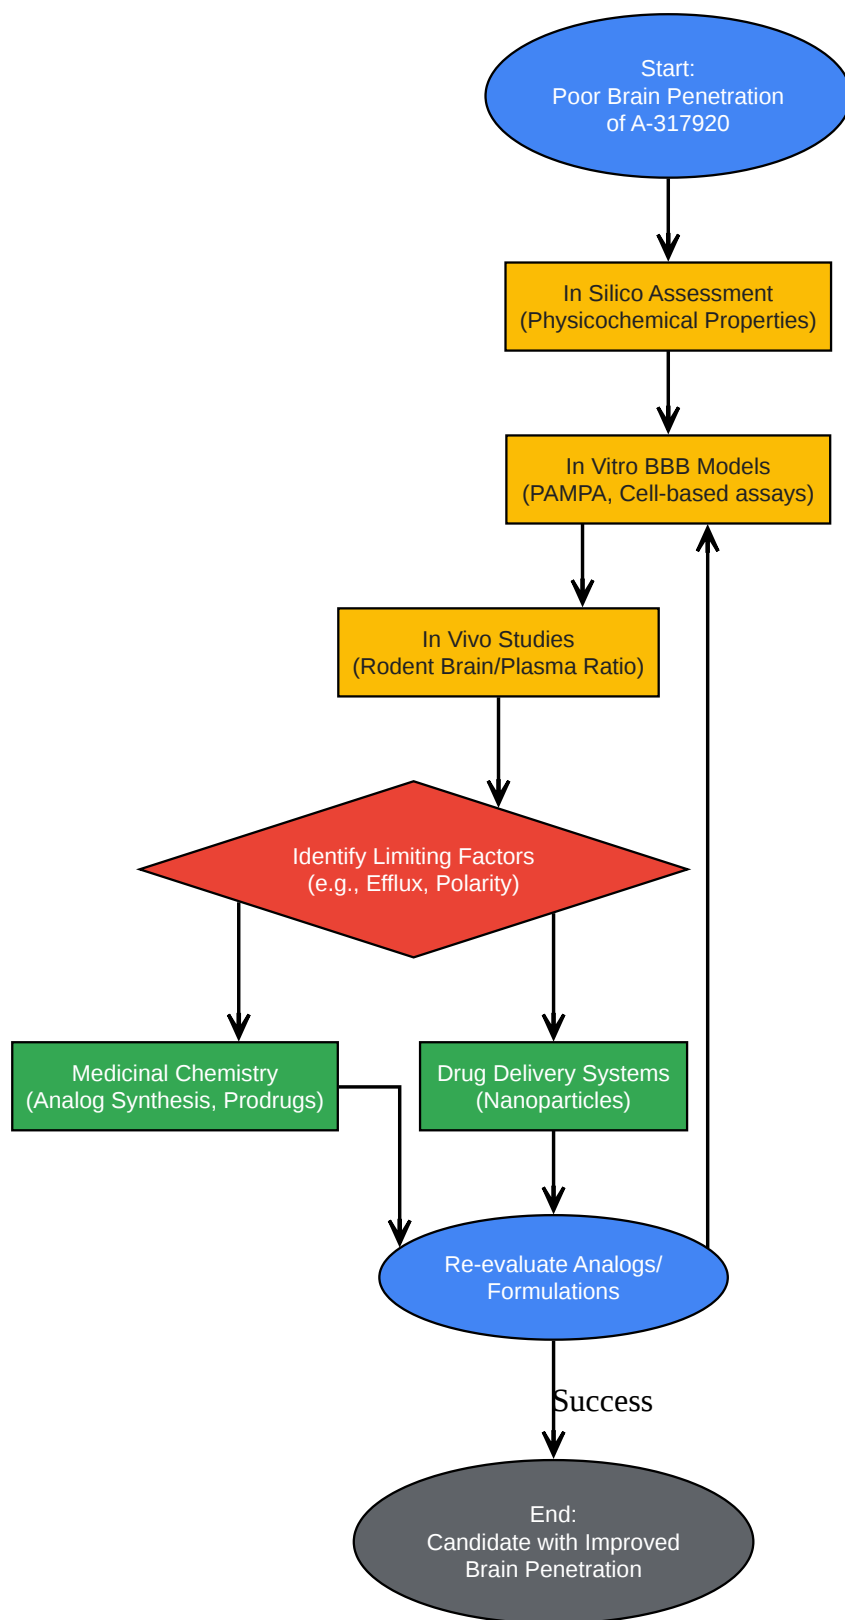 Start:
Poor Brain Penetration
of A-317920
In Silico Assessment
(Physicochemical Properties)
In Vitro BBB Models
(PAMPA, Cell-based assays)
In Vivo Studies
(Rodent Brain/Plasma Ratio)
Identify Limiting Factors
(e.g., Efflux, Polarity)
Medicinal Chemistry
(Analog Synthesis, Prodrugs)
Drug Delivery Systems
(Nanoparticles)
Re-evaluate Analogs/
Formulations
Success
End:
Candidate with Improved
Brain Penetration